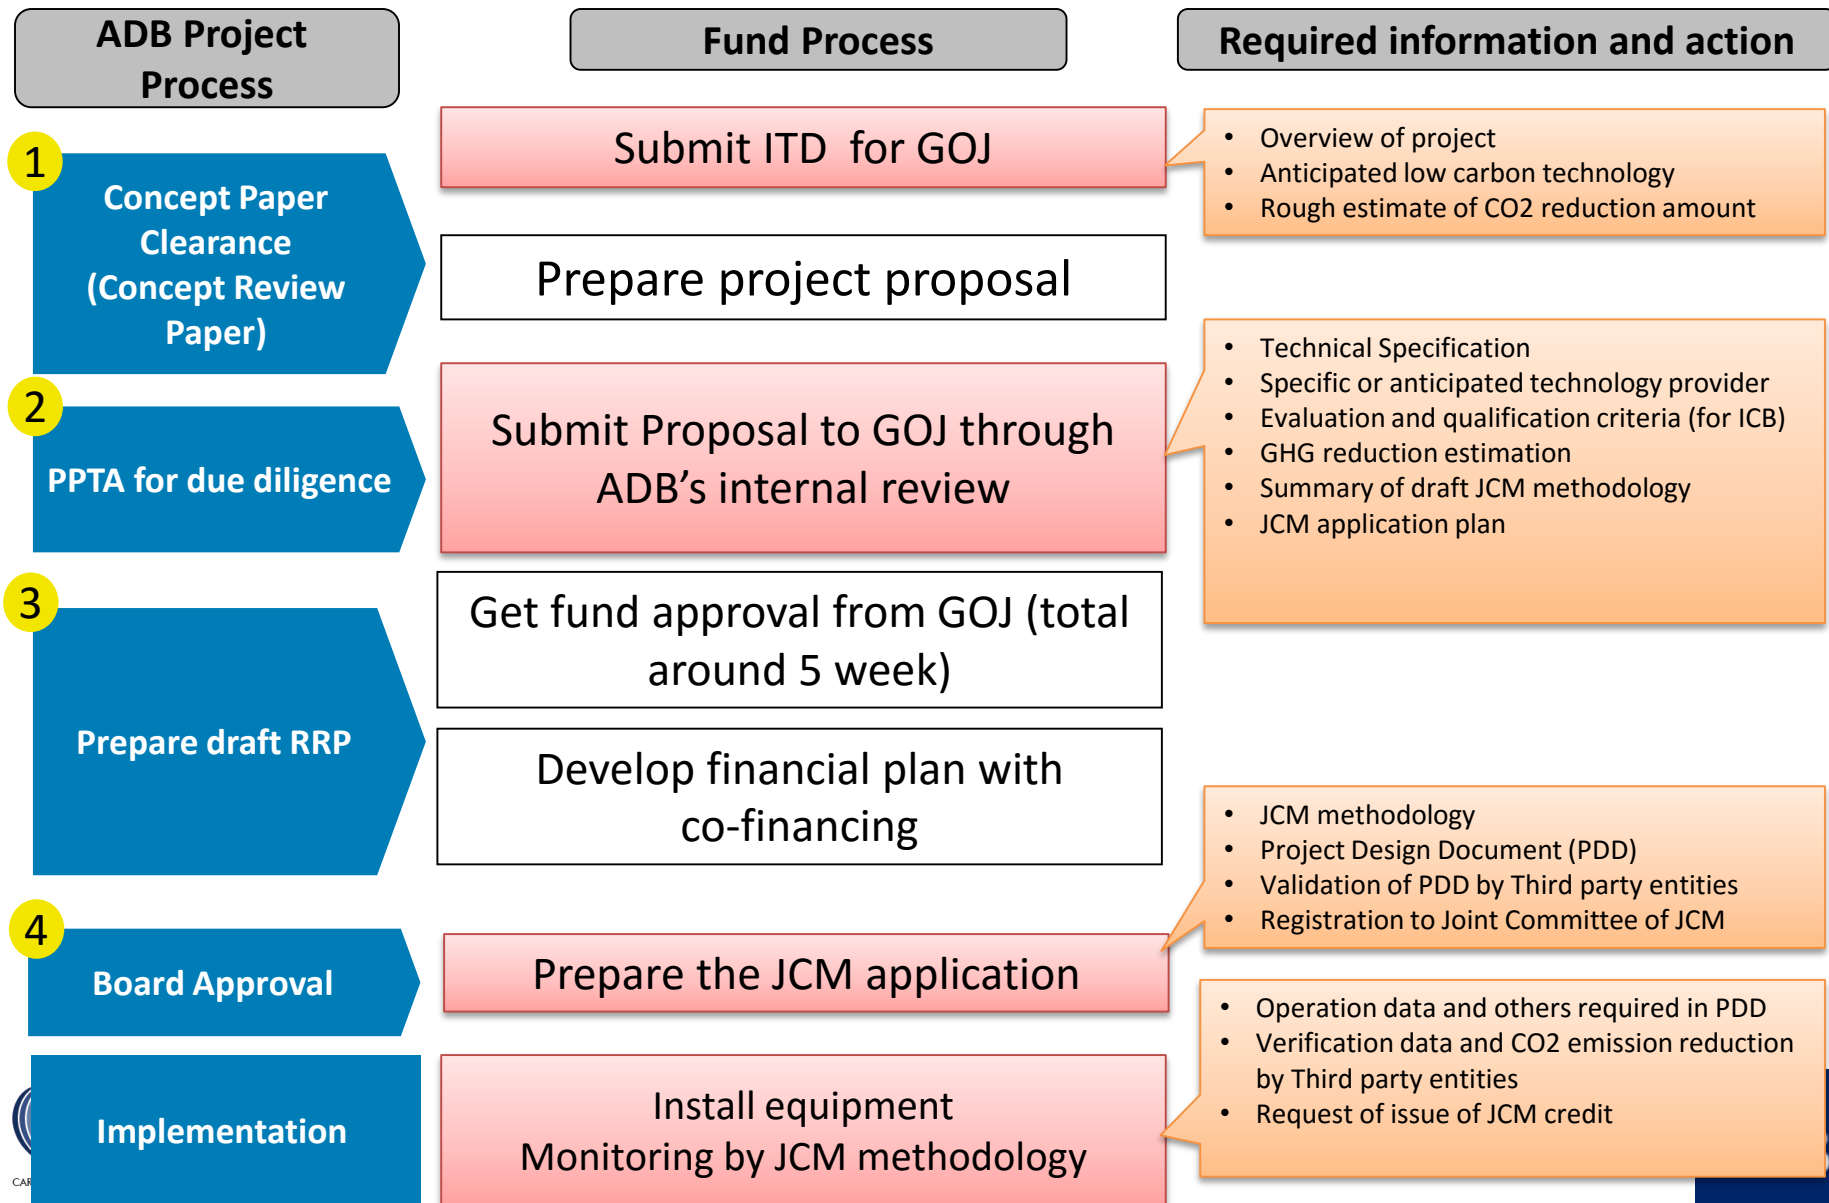 ADB Project
Process
Fund Process
Required information and action
1
Concept Paper
Clearance
(Concept Review
Paper)
Submit ITD for GOJ
• Overview of project
• Anticipated low carbon technology
• Rough estimate of CO2 reduction amount
Prepare project proposal
2
PPTA for due diligence
Submit Proposal to GOJ through
ADB’s internal review
• Technical Specification
• Specific or anticipated technology provider
• Evaluation and qualification criteria (for ICB)
• GHG reduction estimation
• Summary of draft JCM methodology
• JCM application plan
3
Prepare draft RRP
Get fund approval from GOJ (total
around 5 week)
Develop financial plan with
co-financing
4
Board Approval
Prepare the JCM application
• JCM methodology
• Project Design Document (PDD)
• Validation of PDD by Third party entities
• Registration to Joint Committee of JCM
Implementation
Install equipment
Monitoring by JCM methodology
• Operation data and others required in PDD
• Verification data and CO2 emission reduction
by Third party entities
• Request of issue of JCM credit